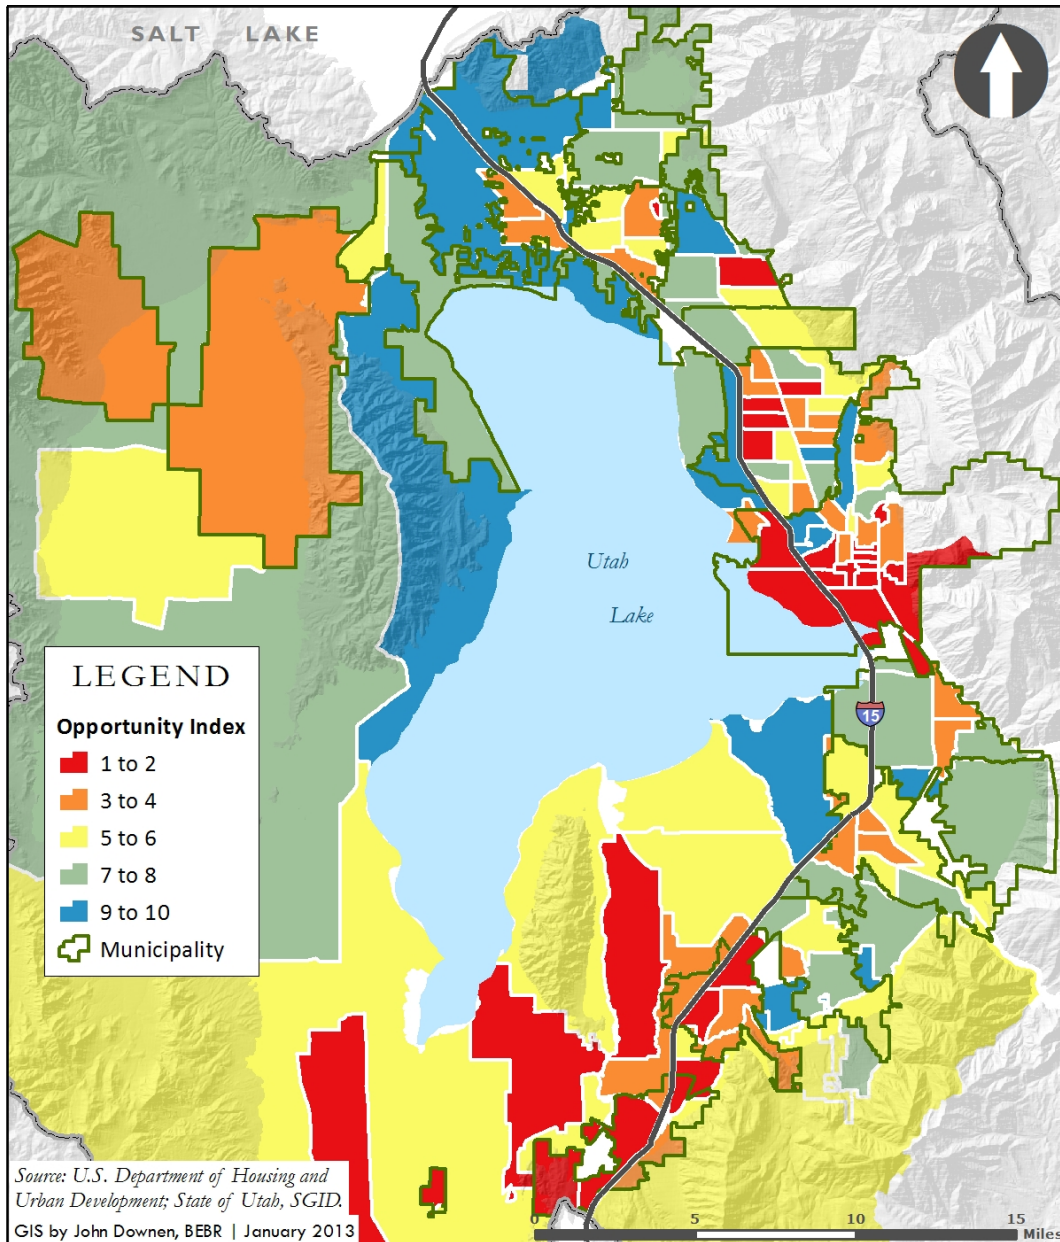 SALT LAKE
Utah
Lake
15
LEGEND
Opportunity Index
1 to 2
3 to 4
5 to 6
7 to 8
9 to 10
Municipality
Source: U.S. Department of Housing and
Urban Development; State of Utah, SGID.
GIS by John Downen, BEBR | January 2013
0 5 10 15
Miles